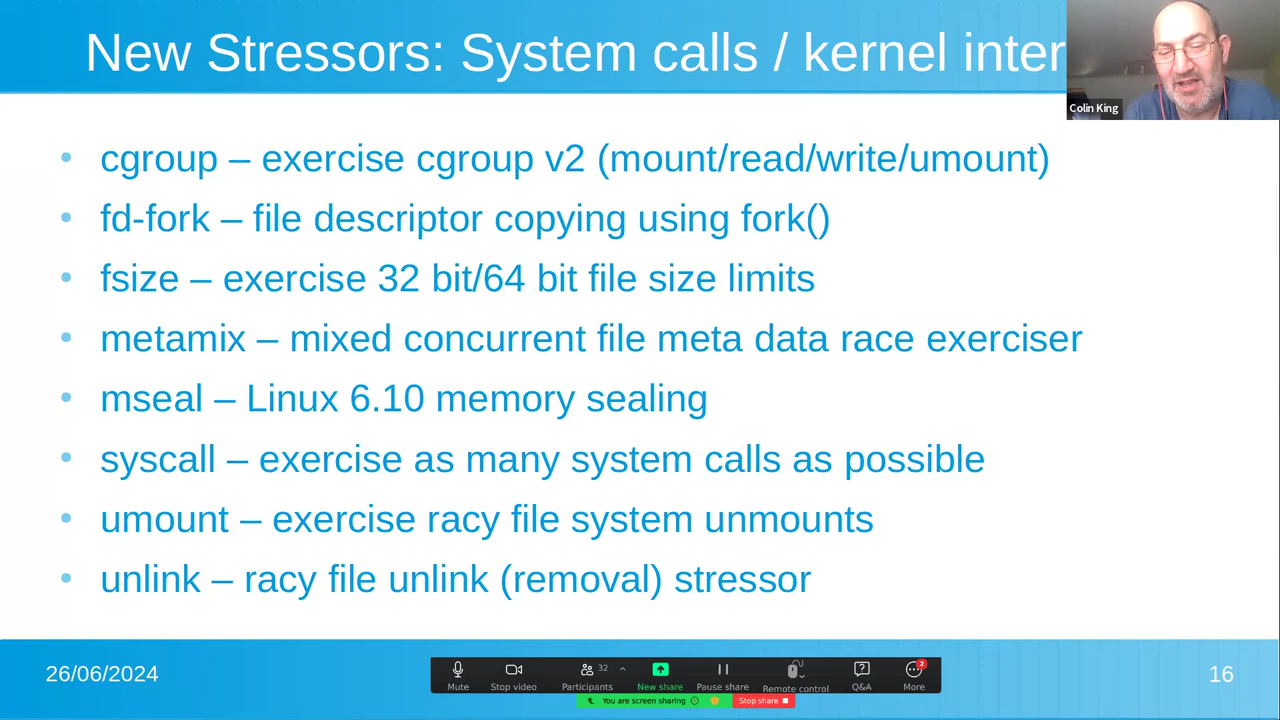 New Stressors: System calls / kernel inter
Colin King
• cgroup – exercise cgroup v2 (mount/read/write/umount)
• fd-fork – file descriptor copying using fork()
• fsize – exercise 32 bit/64 bit file size limits
• metamix – mixed concurrent file meta data race exerciser
• mseal – Linux 6.10 memory sealing
• syscall – exercise as many system calls as possible
• umount – exercise racy file system unmounts
• unlink – racy file unlink (removal) stressor
26/06/2024
32
2
Mute Stop video Participants New share Pause share Remote control Q&A More
You are screen sharing Stop share
16